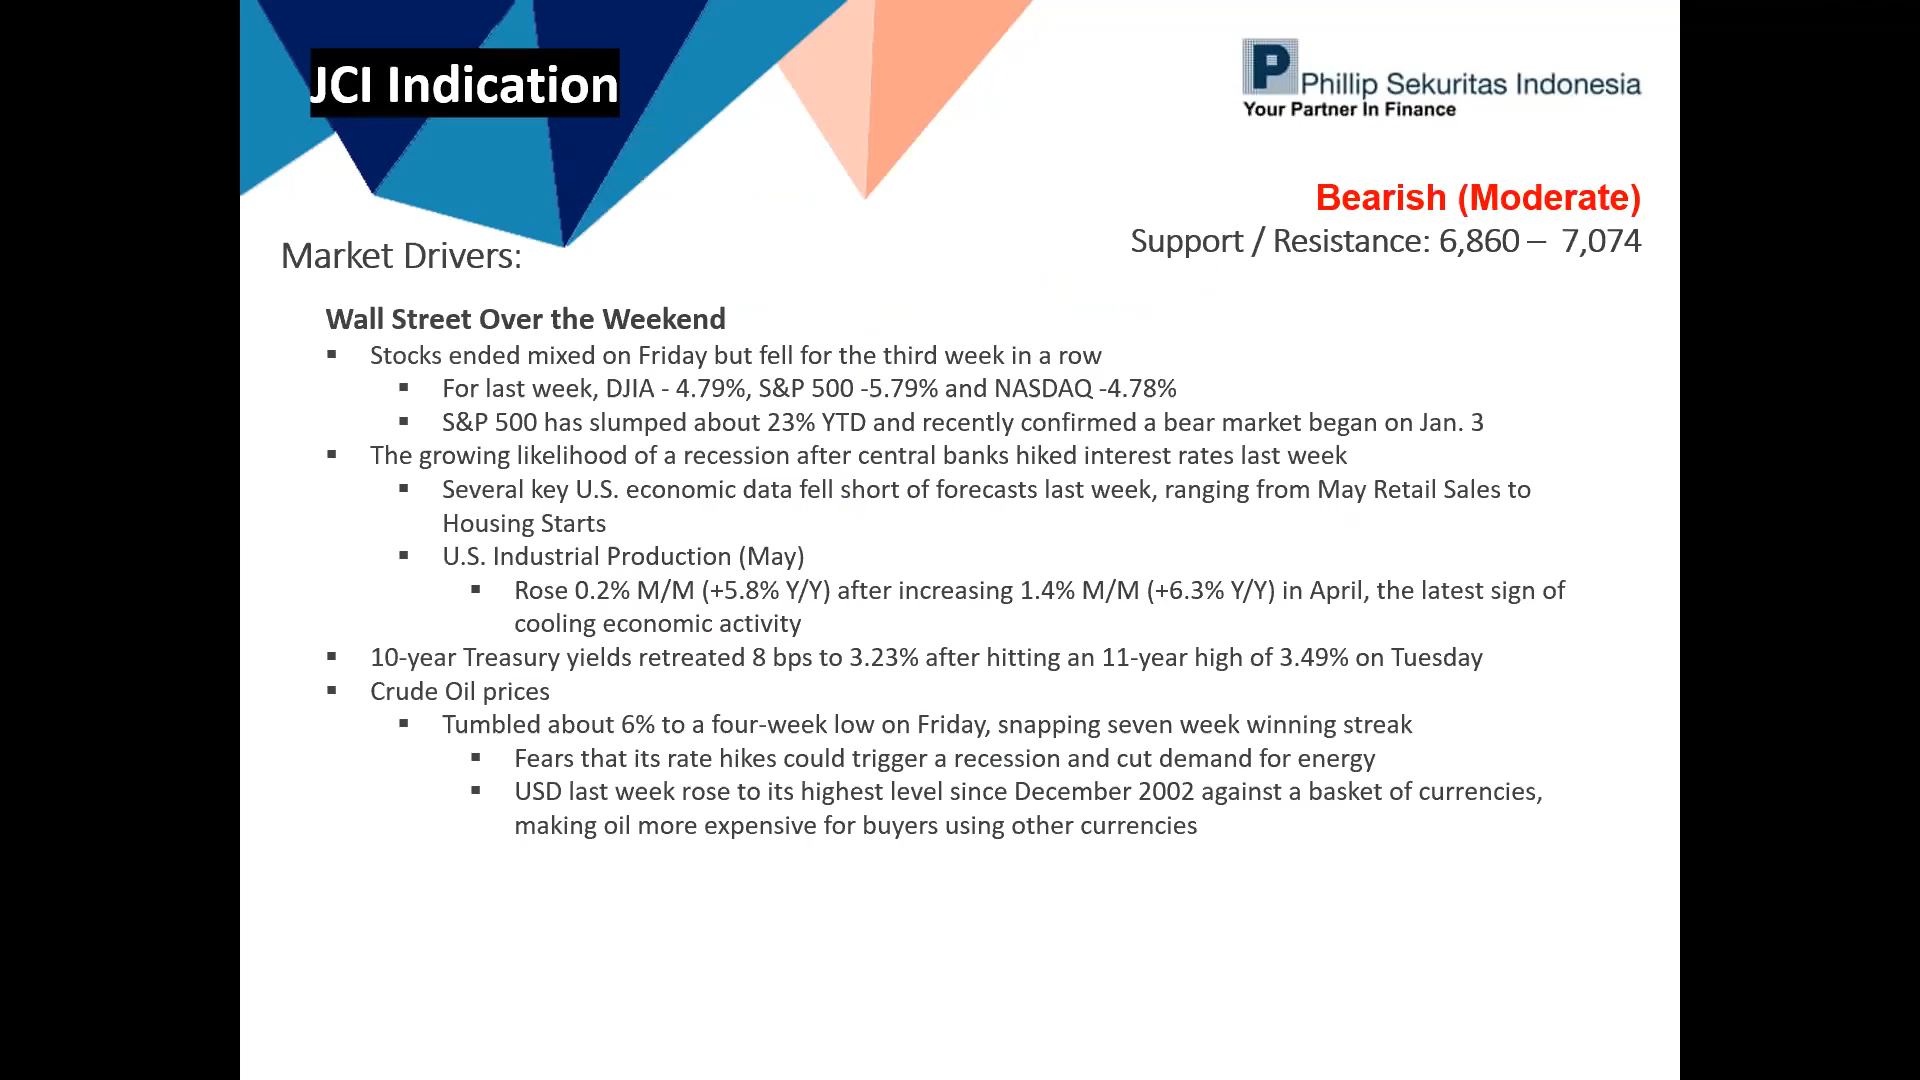 JCI Indication
P Phillip Sekuritas Indonesia
Your Partner In Finance
Bearish (Moderate)
Support / Resistance: 6,860 – 7,074
Market Drivers:
Wall Street Over the Weekend
▪ Stocks ended mixed on Friday but fell for the third week in a row
▪ For last week, DJIA - 4.79%, S&P 500 -5.79% and NASDAQ -4.78%
▪ S&P 500 has slumped about 23% YTD and recently confirmed a bear market began on Jan. 3
▪ The growing likelihood of a recession after central banks hiked interest rates last week
▪ Several key U.S. economic data fell short of forecasts last week, ranging from May Retail Sales to
Housing Starts
▪ U.S. Industrial Production (May)
▪ Rose 0.2% M/M (+5.8% Y/Y) after increasing 1.4% M/M (+6.3% Y/Y) in April, the latest sign of
cooling economic activity
▪ 10-year Treasury yields retreated 8 bps to 3.23% after hitting an 11-year high of 3.49% on Tuesday
▪ Crude Oil prices
▪ Tumbled about 6% to a four-week low on Friday, snapping seven week winning streak
▪ Fears that its rate hikes could trigger a recession and cut demand for energy
▪ USD last week rose to its highest level since December 2002 against a basket of currencies,
making oil more expensive for buyers using other currencies